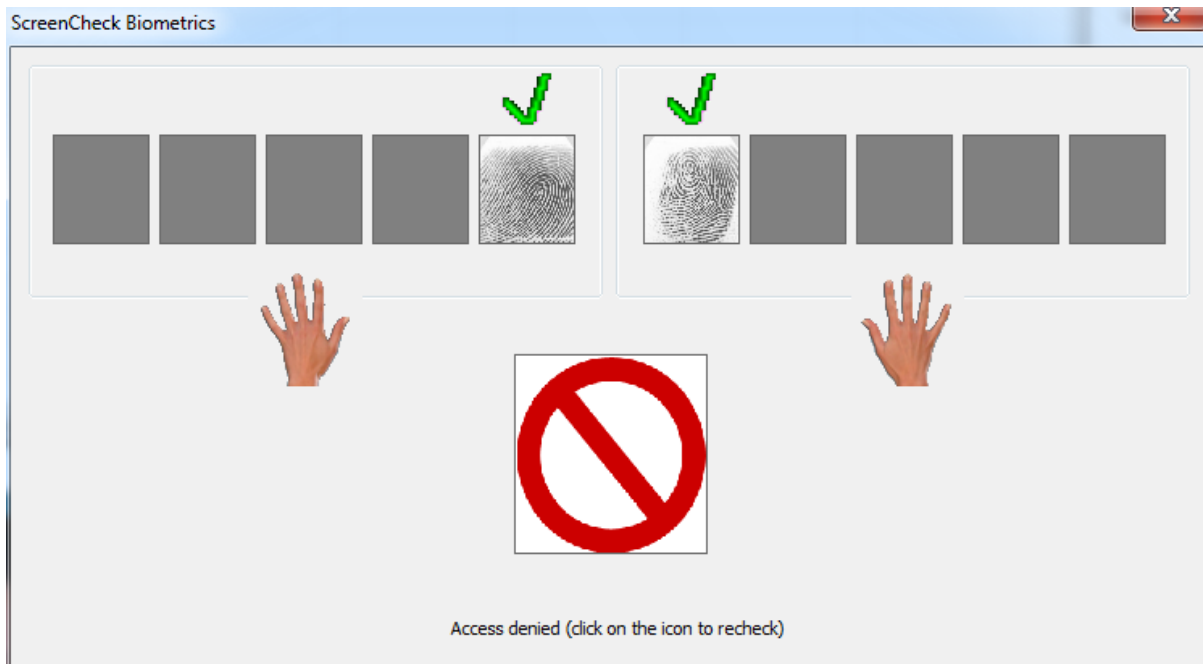 ScreenCheck Biometrics
Access denied (click on the icon to recheck)